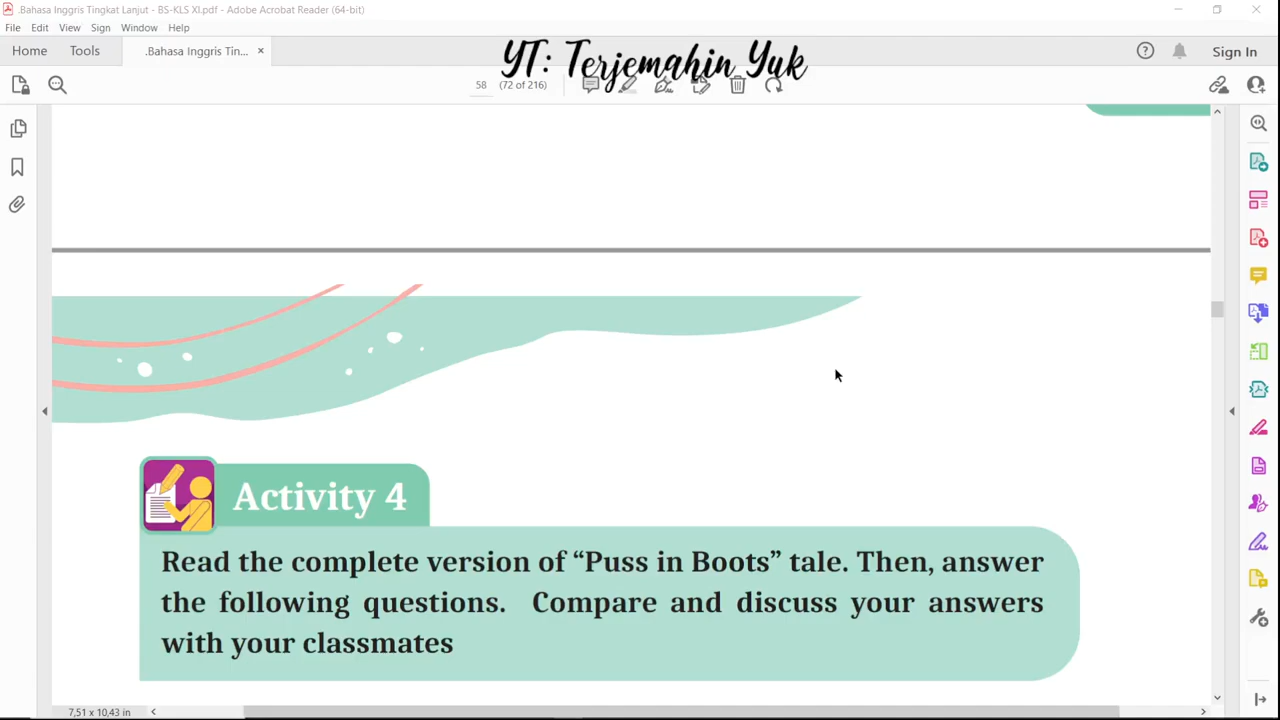 .Bahasa Inggris Tingkat Lanjut - BS-KLS XI.pdf - Adobe Acrobat Reader (64-bit)
File Edit View Sign Window Help
Home Tools .Bahasa Inggris Tin... × Sign In
YT: Terjemahin Yuk
58 (72 of 216)
Activity 4
Read the complete version of “Puss in Boots” tale. Then, answer
the following questions. Compare and discuss your answers
with your classmates
7,51 x 10,43 in